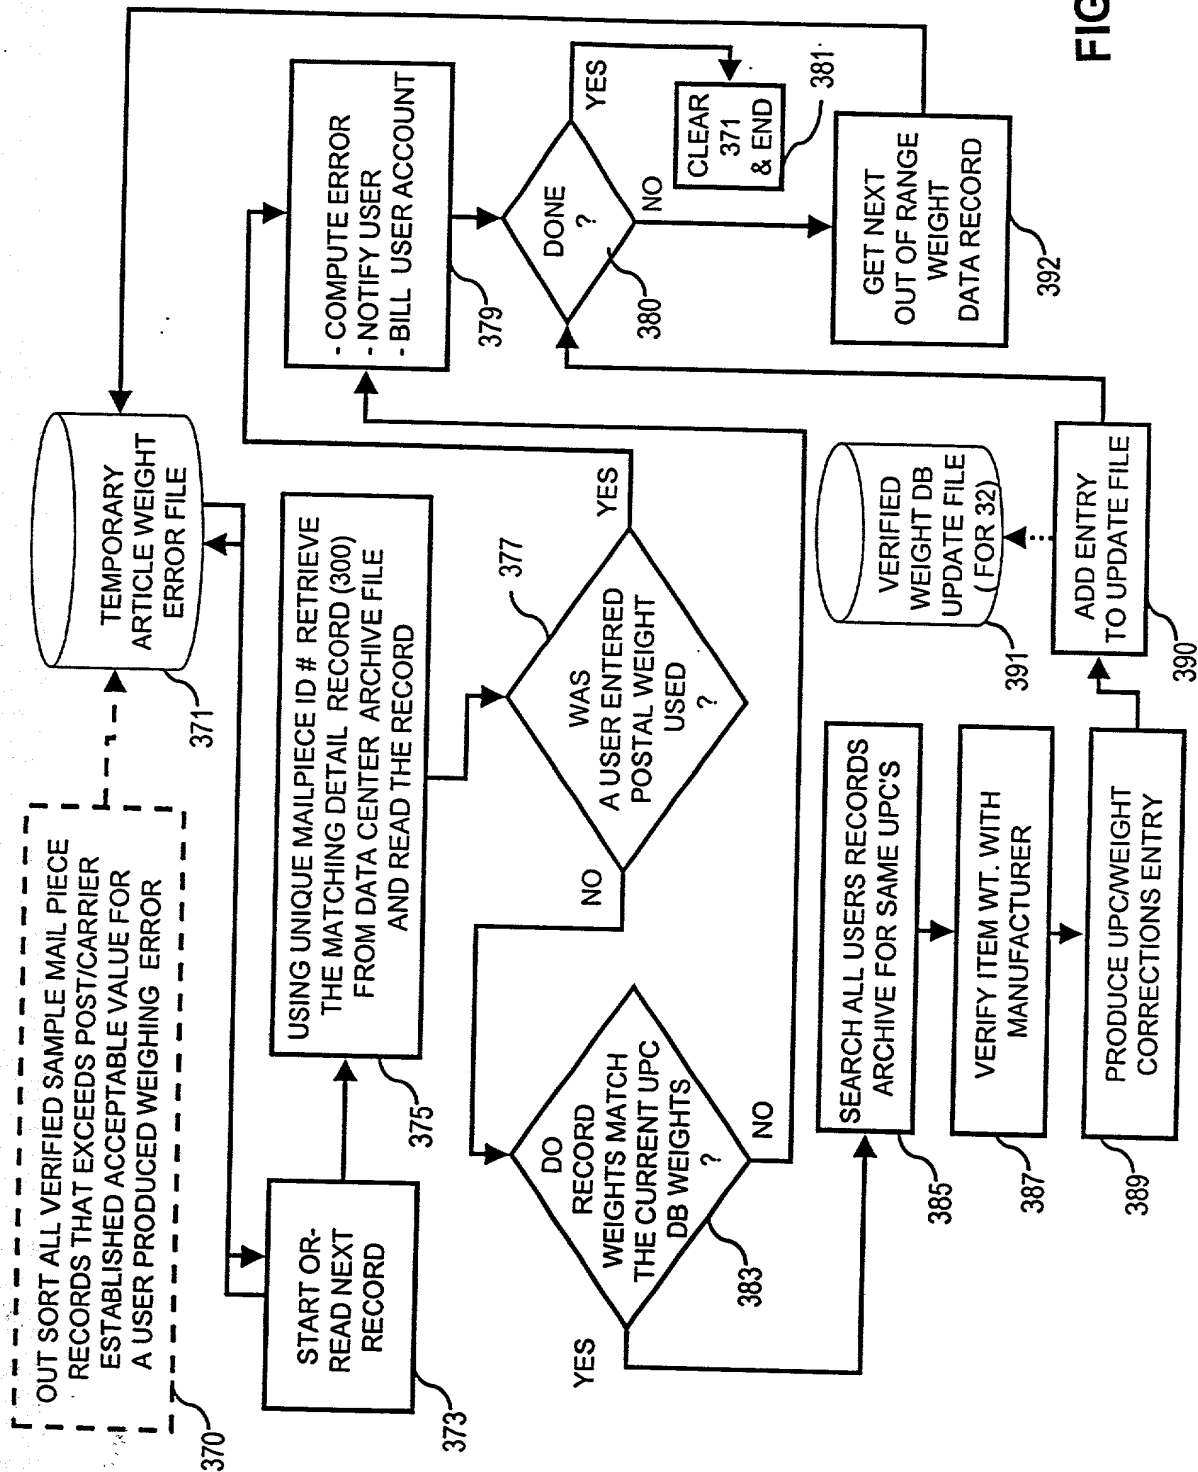 OUT SORT ALL VERIFIED SAMPLE MAIL PIECE
RECORDS THAT EXCEEDS POST/CARRIER
ESTABLISHED ACCEPTABLE VALUE FOR
A USER PRODUCED WEIGHING ERROR
370
TEMPORARY
ARTICLE WEIGHT
ERROR FILE
371
START OR-
READ NEXT
RECORD
373
USING UNIQUE MAILPIECE ID # RETRIEVE
THE MATCHING DETAIL RECORD (300)
FROM DATA CENTER ARCHIVE FILE
AND READ THE RECORD
375
WAS
A USER ENTERED
POSTAL WEIGHT
USED
?
377
YES
NO
- COMPUTE ERROR
- NOTIFY USER
- BILL USER ACCOUNT
379
DONE
?
380
YES
NO
CLEAR
371
& END
381
GET NEXT
OUT OF RANGE
WEIGHT
DATA RECORD
392
DO
RECORD
WEIGHTS MATCH
THE CURRENT UPC
DB WEIGHTS
?
383
YES
NO
SEARCH ALL USERS RECORDS
ARCHIVE FOR SAME UPC'S
385
VERIFY ITEM WT. WITH
MANUFACTURER
387
PRODUCE UPC/WEIGHT
CORRECTIONS ENTRY
389
ADD ENTRY
TO UPDATE FILE
390
VERIFIED
WEIGHT DB
UPDATE FILE
( FOR 32)
391
FIG